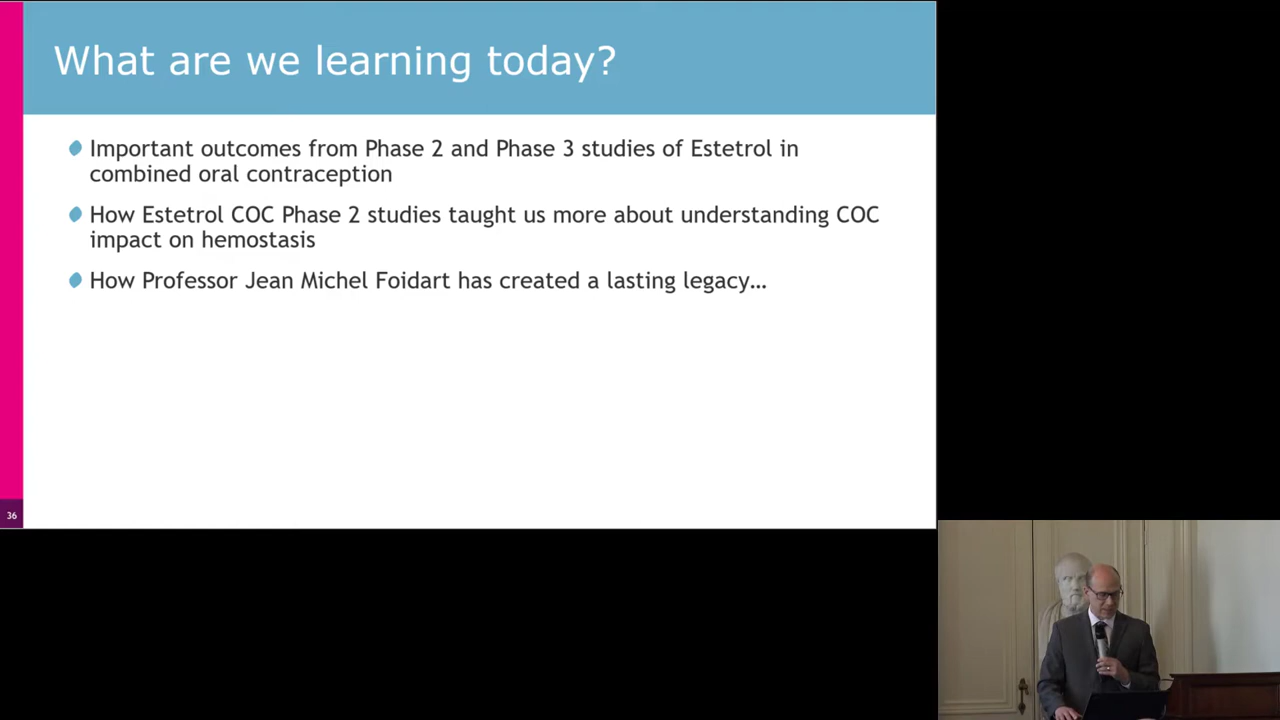 What are we learning today?
Important outcomes from Phase 2 and Phase 3 studies of Estetrol in
combined oral contraception
How Estetrol COC Phase 2 studies taught us more about understanding COC
impact on hemostasis
How Professor Jean Michel Foidart has created a lasting legacy…
36